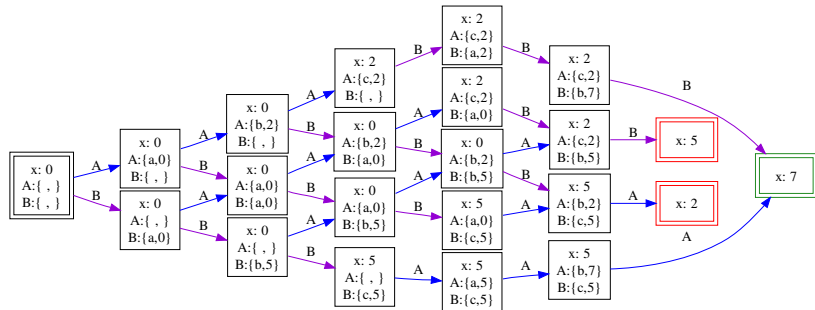 x: 0
A:{ , }
B:{ , }
A
B
x: 0
A:{a,0}
B:{ , }
x: 0
A:{ , }
B:{a,0}
A
B
A
B
x: 0
A:{b,2}
B:{ , }
x: 0
A:{a,0}
B:{a,0}
x: 0
A:{ , }
B:{b,5}
A
B
A
B
A
B
x: 2
A:{c,2}
B:{ , }
x: 0
A:{b,2}
B:{a,0}
x: 0
A:{a,0}
B:{b,5}
x: 5
A:{ , }
B:{c,5}
B
A
B
A
B
A
x: 2
A:{c,2}
B:{a,2}
x: 2
A:{c,2}
B:{a,0}
x: 0
A:{b,2}
B:{b,5}
x: 5
A:{a,0}
B:{c,5}
x: 5
A:{a,5}
B:{c,5}
B
B
A
B
A
A
x: 2
A:{c,2}
B:{b,7}
x: 2
A:{c,2}
B:{b,5}
x: 5
A:{b,2}
B:{c,5}
x: 5
A:{b,7}
B:{c,5}
B
B
A
A
x: 5
x: 2
x: 7